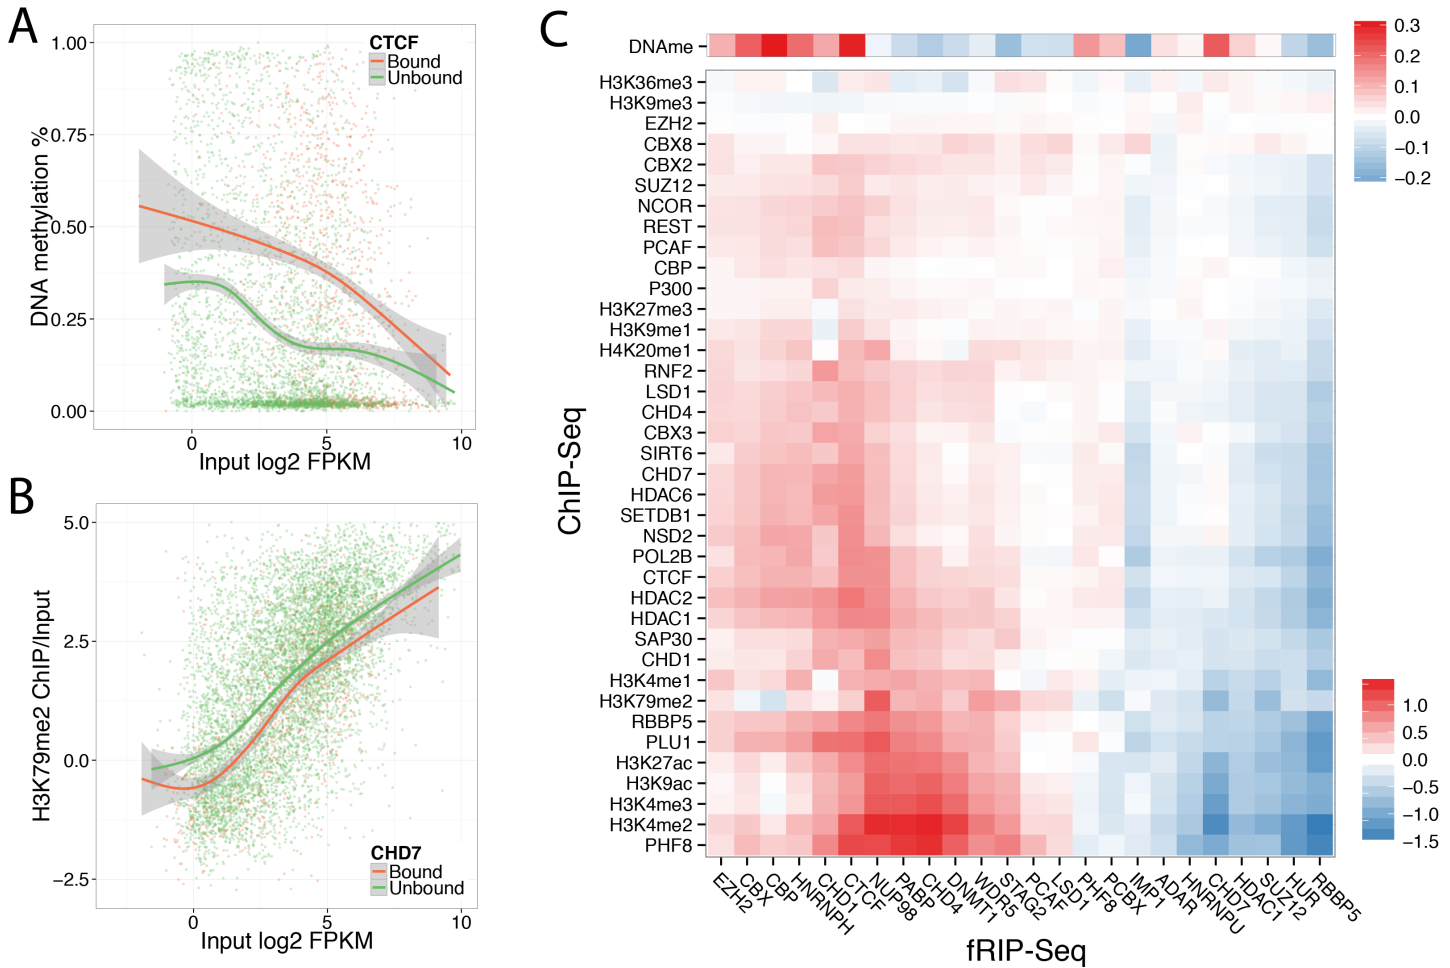 A
CTCF
Bound
Unbound
1.00
0.75
0.50
0.25
0.00
DNA methylation %
0
5
10
Input log2 FPKM
B
5.0
2.5
0.0
−2.5
H3K79me2 ChIP/Input
CHD7
Bound
Unbound
0
5
10
Input log2 FPKM
C
DNAme
0.3
0.2
0.1
0.0
−0.1
−0.2
ChIP-Seq
H3K36me3
H3K9me3
EZH2
CBX8
CBX2
SUZ12
NCOR
REST
PCAF
CBP
P300
H3K27me3
H3K9me1
H4K20me1
RNF2
LSD1
CHD4
CBX3
SIRT6
CHD7
HDAC6
SETDB1
NSD2
POL2B
CTCF
HDAC2
HDAC1
SAP30
CHD1
H3K4me1
H3K79me2
RBBP5
PLU1
H3K27ac
H3K9ac
H3K4me3
H3K4me2
PHF8
1.0
0.5
0.0
−0.5
−1.0
−1.5
EZH2
CBX
CBP
HNRNPH
CHD1
CTCF
NUP98
PABP
CHD4
DNMT1
WDR5
STAG2
PCAF
LSD1
PHF8
PCBX
IMP1
ADAR
HNRNPU
CHD7
HDAC1
SUZ12
HUR
RBBP5
fRIP-Seq